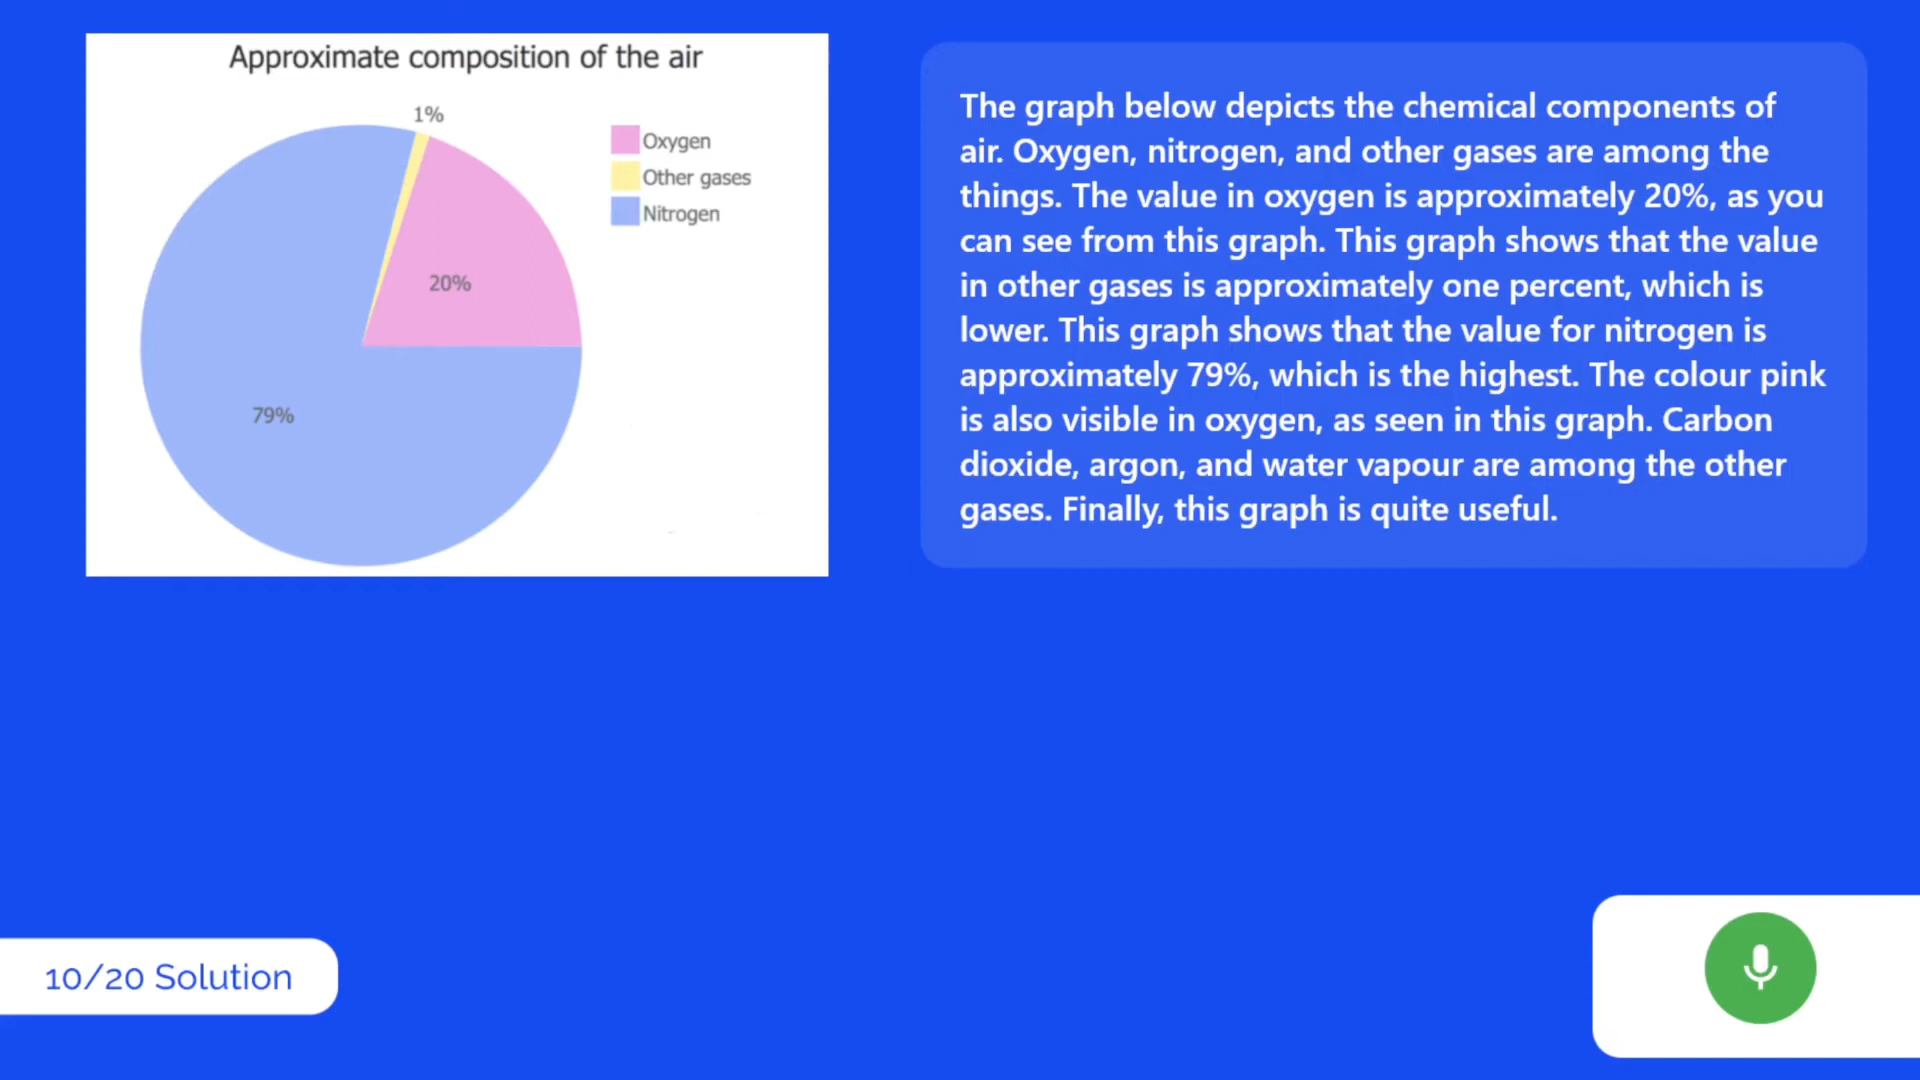 Approximate composition of the air
1%
Oxygen
Other gases
Nitrogen
20%
79%
The graph below depicts the chemical components of
air. Oxygen, nitrogen, and other gases are among the
things. The value in oxygen is approximately 20%, as you
can see from this graph. This graph shows that the value
in other gases is approximately one percent, which is
lower. This graph shows that the value for nitrogen is
approximately 79%, which is the highest. The colour pink
is also visible in oxygen, as seen in this graph. Carbon
dioxide, argon, and water vapour are among the other
gases. Finally, this graph is quite useful.
10/20 Solution